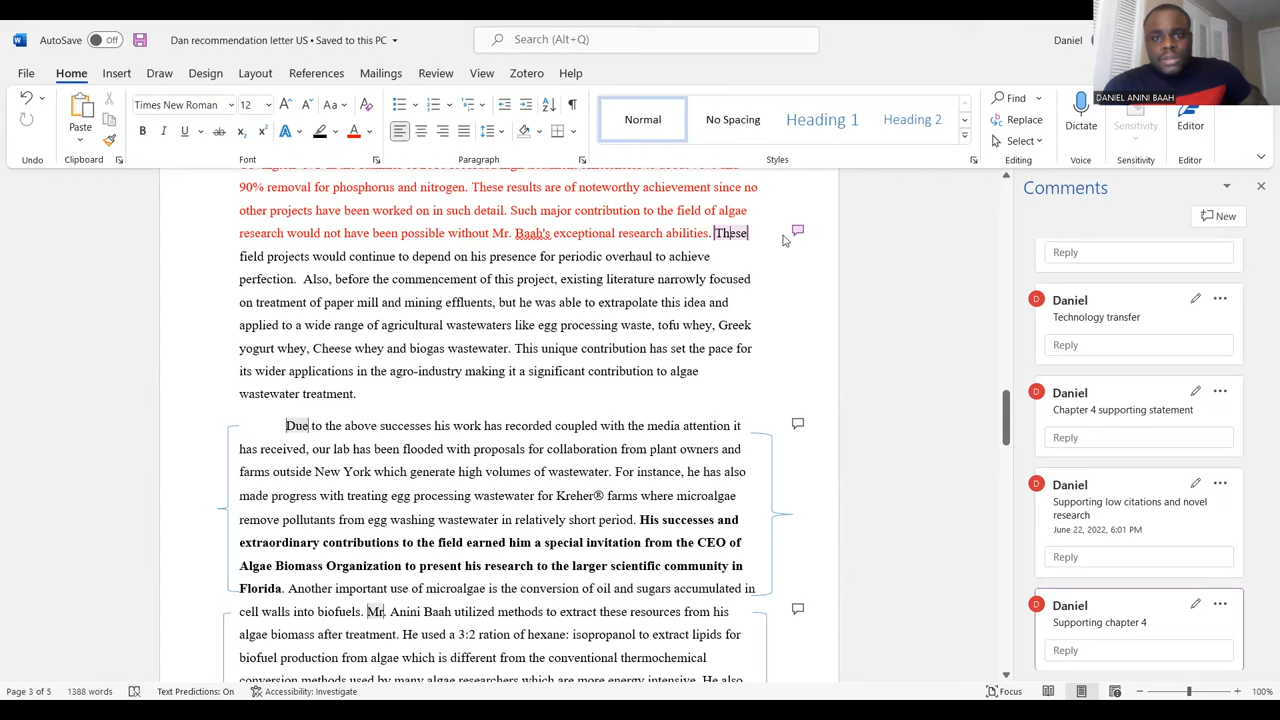 AutoSave Off Dan recommendation letter US • Saved to this PC Search (Alt+Q) Daniel
DANIEL ANINI BAAH
File Home Insert Draw Design Layout References Mailings Review View Zotero Help
Times New Roman 12 Normal No Spacing Heading 1 Heading 2 Find Replace Select
Paste Dictate Sensitivity Editor
Undo Clipboard Font Paragraph Styles Editing Voice Sensitivity Editor
90% removal for phosphorus and nitrogen. These results are of noteworthy achievement since no
other projects have been worked on in such detail. Such major contribution to the field of algae
research would not have been possible without Mr. Baah's exceptional research abilities. These
field projects would continue to depend on his presence for periodic overhaul to achieve
perfection. Also, before the commencement of this project, existing literature narrowly focused
on treatment of paper mill and mining effluents, but he was able to extrapolate this idea and
applied to a wide range of agricultural wastewaters like egg processing waste, tofu whey, Greek
yogurt whey, Cheese whey and biogas wastewater. This unique contribution has set the pace for
its wider applications in the agro-industry making it a significant contribution to algae
wastewater treatment.
Due to the above successes his work has recorded coupled with the media attention it
has received, our lab has been flooded with proposals for collaboration from plant owners and
farms outside New York which generate high volumes of wastewater. For instance, he has also
made progress with treating egg processing wastewater for Kreher® farms where microalgae
remove pollutants from egg washing wastewater in relatively short period. His successes and
extraordinary contributions to the field earned him a special invitation from the CEO of
Algae Biomass Organization to present his research to the larger scientific community in
Florida. Another important use of microalgae is the conversion of oil and sugars accumulated in
cell walls into biofuels. Mr. Anini Baah utilized methods to extract these resources from his
algae biomass after treatment. He used a 3:2 ration of hexane: isopropanol to extract lipids for
biofuel production from algae which is different from the conventional thermochemical
conversion methods used by many algae researchers which are more energy intensive. He also
Comments
New
Reply
D Daniel
Technology transfer
Reply
D Daniel
Chapter 4 supporting statement
Reply
D Daniel
Supporting low citations and novel
research
June 22, 2022, 6:01 PM
Reply
D Daniel
Supporting chapter 4
Reply
Page 3 of 5 1388 words Text Predictions: On Accessibility: Investigate Focus 100%